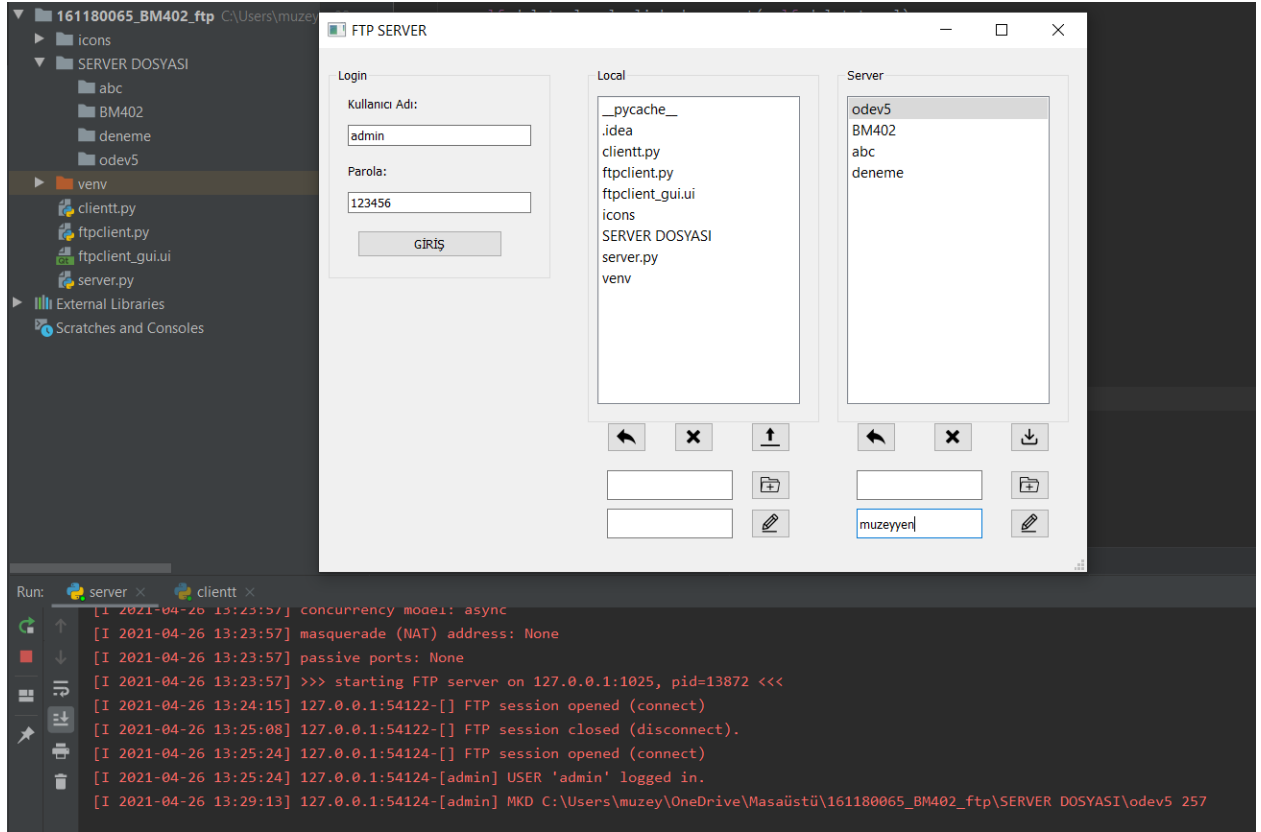 161180065_BM402_ftp C:\Users\muzey
icons
SERVER DOSYASI
abc
BM402
deneme
odev5
venv
clientt.py
ftpclient.py
ftpclient_gui.ui
server.py
External Libraries
Scratches and Consoles
FTP SERVER
Login
Kullanıcı Adı:
admin
Parola:
123456
GİRİŞ
Local
__pycache__
.idea
clientt.py
ftpclient.py
ftpclient_gui.ui
icons
SERVER DOSYASI
server.py
venv
Server
odev5
BM402
abc
deneme
muzeyyen
Run: server clientt
[I 2021-04-26 13:23:57] concurrency model: async
[I 2021-04-26 13:23:57] masquerade (NAT) address: None
[I 2021-04-26 13:23:57] passive ports: None
[I 2021-04-26 13:23:57] >>> starting FTP server on 127.0.0.1:1025, pid=13872 <<<
[I 2021-04-26 13:24:15] 127.0.0.1:54122-[] FTP session opened (connect)
[I 2021-04-26 13:25:08] 127.0.0.1:54122-[] FTP session closed (disconnect).
[I 2021-04-26 13:25:24] 127.0.0.1:54124-[] FTP session opened (connect)
[I 2021-04-26 13:25:24] 127.0.0.1:54124-[admin] USER 'admin' logged in.
[I 2021-04-26 13:29:13] 127.0.0.1:54124-[admin] MKD C:\Users\muzey\OneDrive\Masaüstü\161180065_BM402_ftp\SERVER DOSYASI\odev5 257